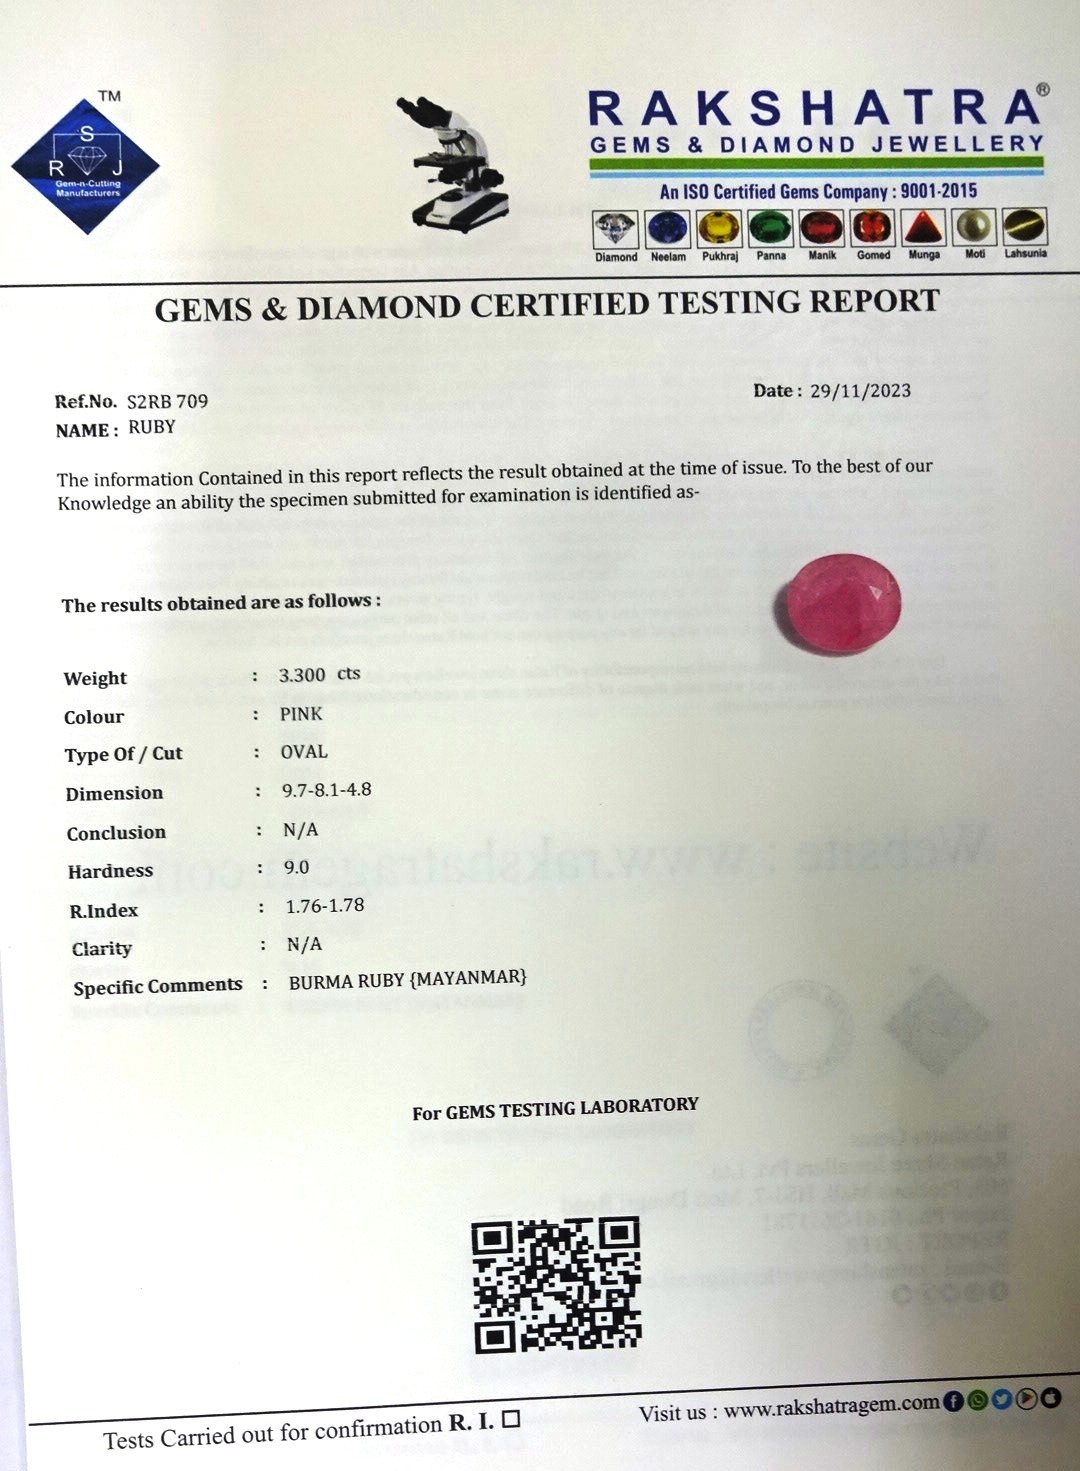 TM
S
R J
Gem-n-Cutting
Manufacturers
RAKSHATRA®
GEMS & DIAMOND JEWELLERY
An ISO Certified Gems Company : 9001-2015
Diamond Neelam Pukhraj Panna Manik Gomed Munga Moti Lahsunia
GEMS & DIAMOND CERTIFIED TESTING REPORT
Ref.No. S2RB 709
Date : 29/11/2023
NAME : RUBY
The information Contained in this report reflects the result obtained at the time of issue. To the best of our
Knowledge an ability the specimen submitted for examination is identified as-
The results obtained are as follows :
Weight : 3.300 cts
Colour : PINK
Type Of / Cut : OVAL
Dimension : 9.7-8.1-4.8
Conclusion : N/A
Hardness : 9.0
R.Index : 1.76-1.78
Clarity : N/A
Specific Comments : BURMA RUBY {MAYANMAR}
For GEMS TESTING LABORATORY
Tests Carried out for confirmation R. I. ☐
Visit us : www.rakshatragem.com